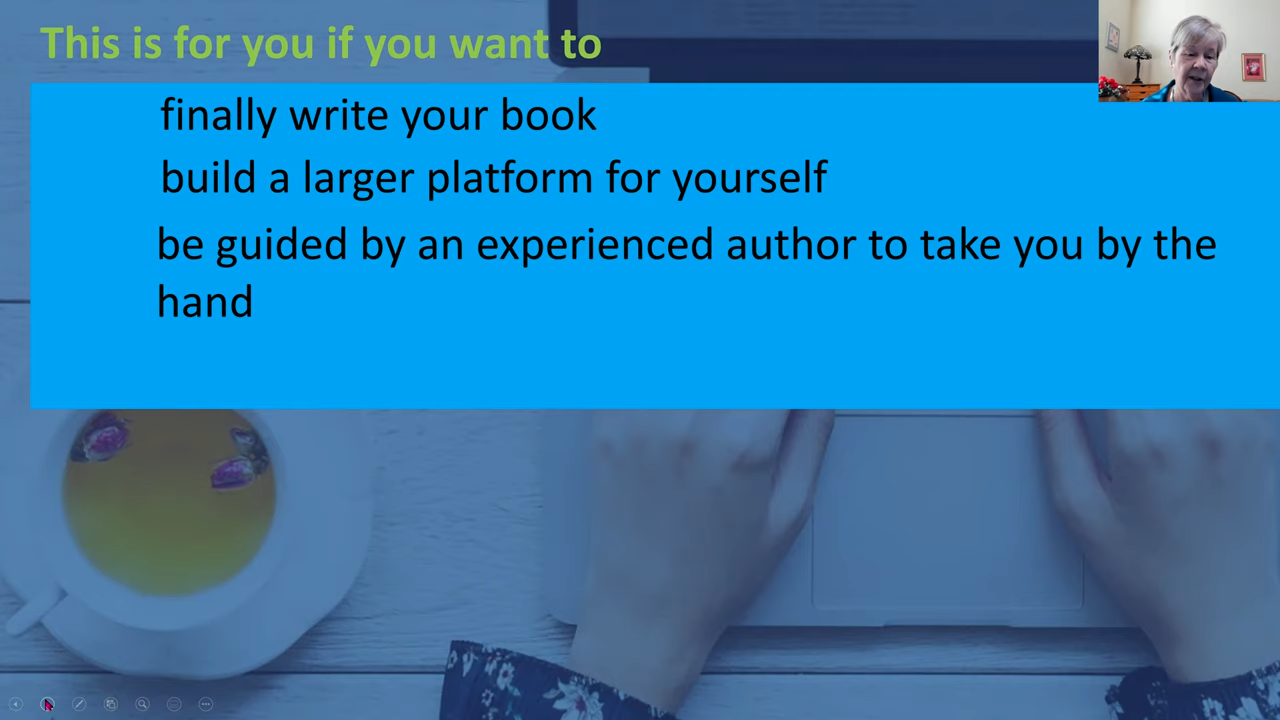 This is for you if you want to
finally write your book
build a larger platform for yourself
be guided by an experienced author to take you by the
hand